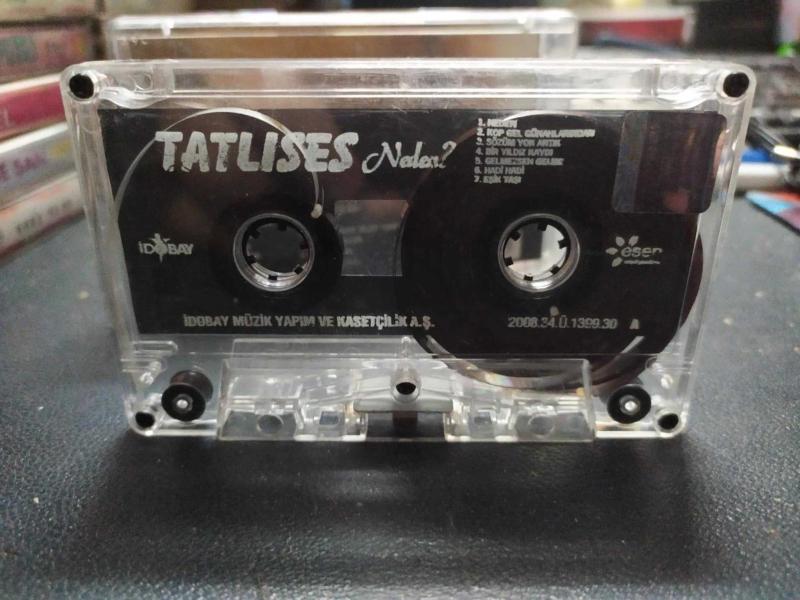 TATLISES Neden?
1. NEDEN
2. KOP GEL GÜNAHLARINDAN
3. SÖZÜM YOK ARTIK
4. BİR YILDIZ KAYDI
5. GELMEZSEN GELME
6. HADİ HADİ
7. EŞİK TAŞI
İDOBAY
esen
İDOBAY MÜZİK YAPIM VE KASETÇİLİK A.Ş.
2008.34.Ü.1399.30 A